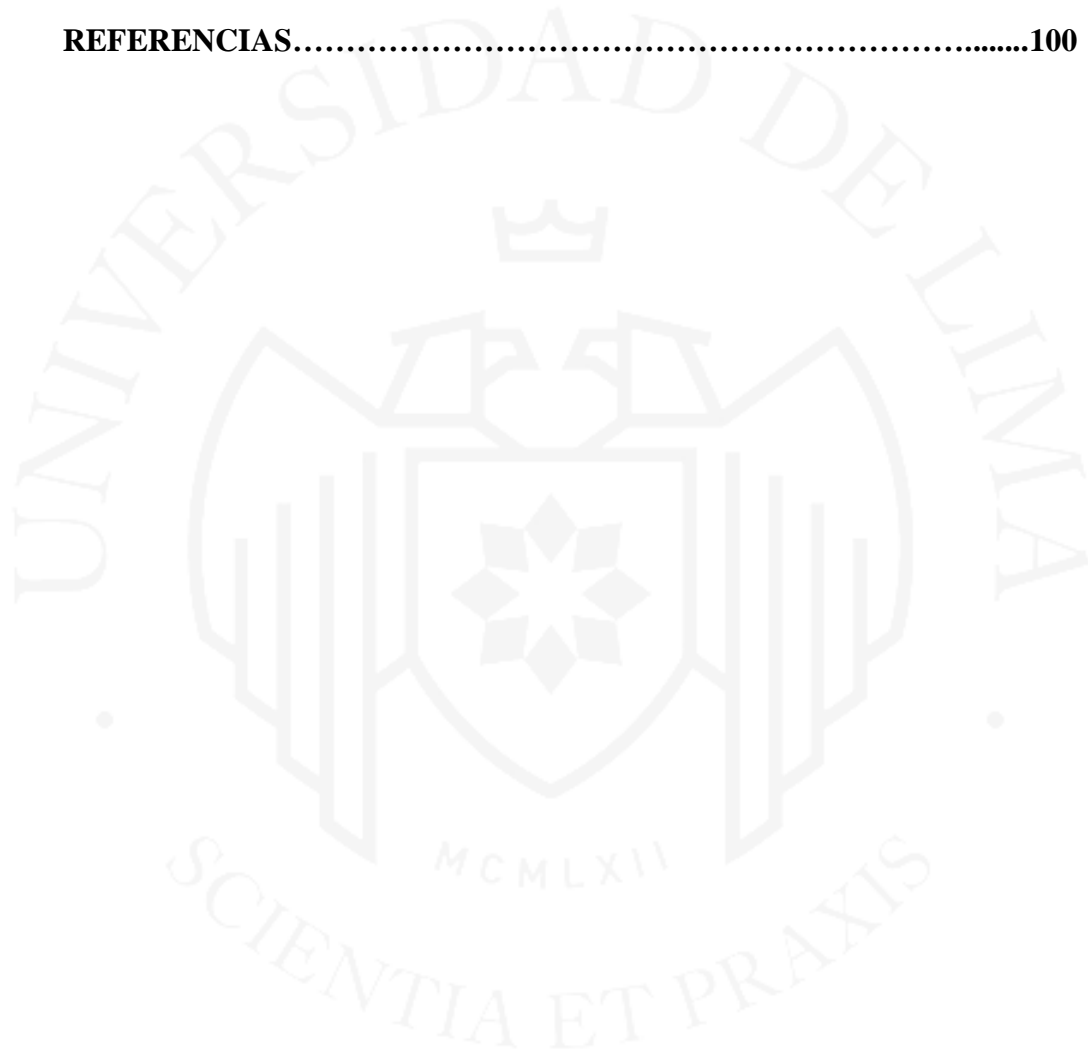 REFERENCIAS……………………………………………………………........100
UNIVERSIDAD DE LIMA
MCMLXII
SCIENTIA ET PRAXIS